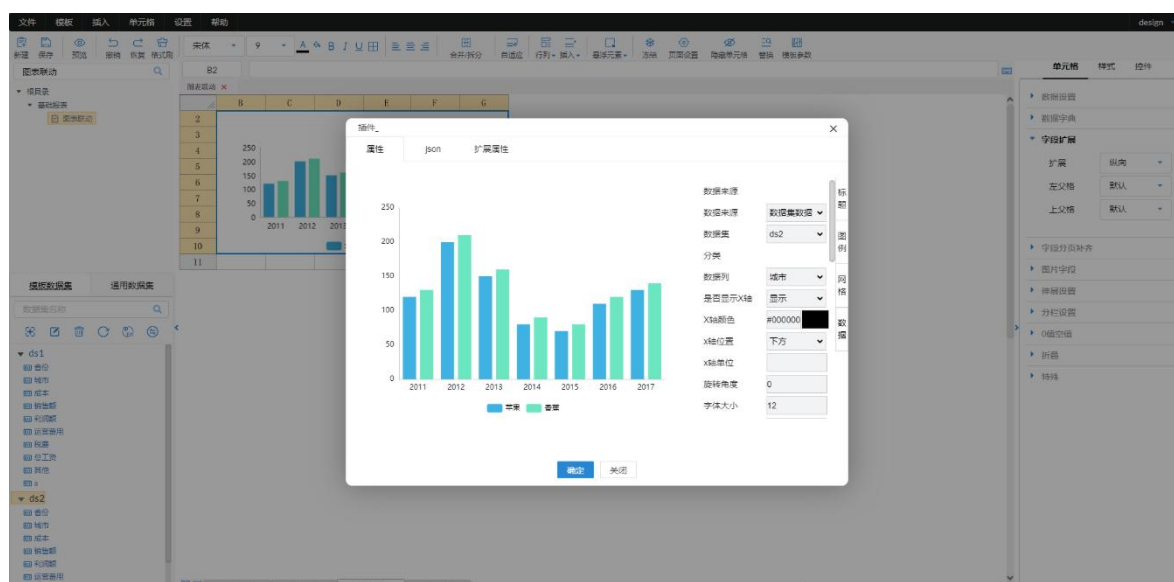 文件 模板 插入 单元格 设置 帮助 design
新建 保存 预览 撤销 恢复 格式刷 宋体 9 A B I U 合并/拆分 自适应 行列 插入 悬浮元素 冻结 页面设置 隐藏单元格 替换 模板参数
图表联动
B2
单元格 样式 控件
图表联动
根目录
基础报表
图表联动
B C D E F G
2
3
4
5
6
7
8
9
10
11
250
200
150
100
50
0
2011 2012
数据设置
数据字典
字段扩展
扩展 纵向
左父格 默认
上父格 默认
字段分页补齐
图片字段
伸展设置
分栏设置
0值空值
折叠
特殊
插件_
属性 json 扩展属性
250
200
150
100
50
0
2011 2012 2013 2014 2015 2016 2017
苹果 香蕉
数据来源
数据来源 数据集数据
数据集 ds2
分类
数据列 城市
是否显示X轴 显示
X轴颜色 #000000
x轴位置 下方
x轴单位
旋转角度 0
字体大小 12
标题
图例
网格
数据
确定 关闭
模板数据集 通用数据集
数据集名称
ds1
省份
城市
成本
销售额
利润额
运营费用
税费
总工资
其他
a
ds2
省份
城市
成本
销售额
利润额
运营费用